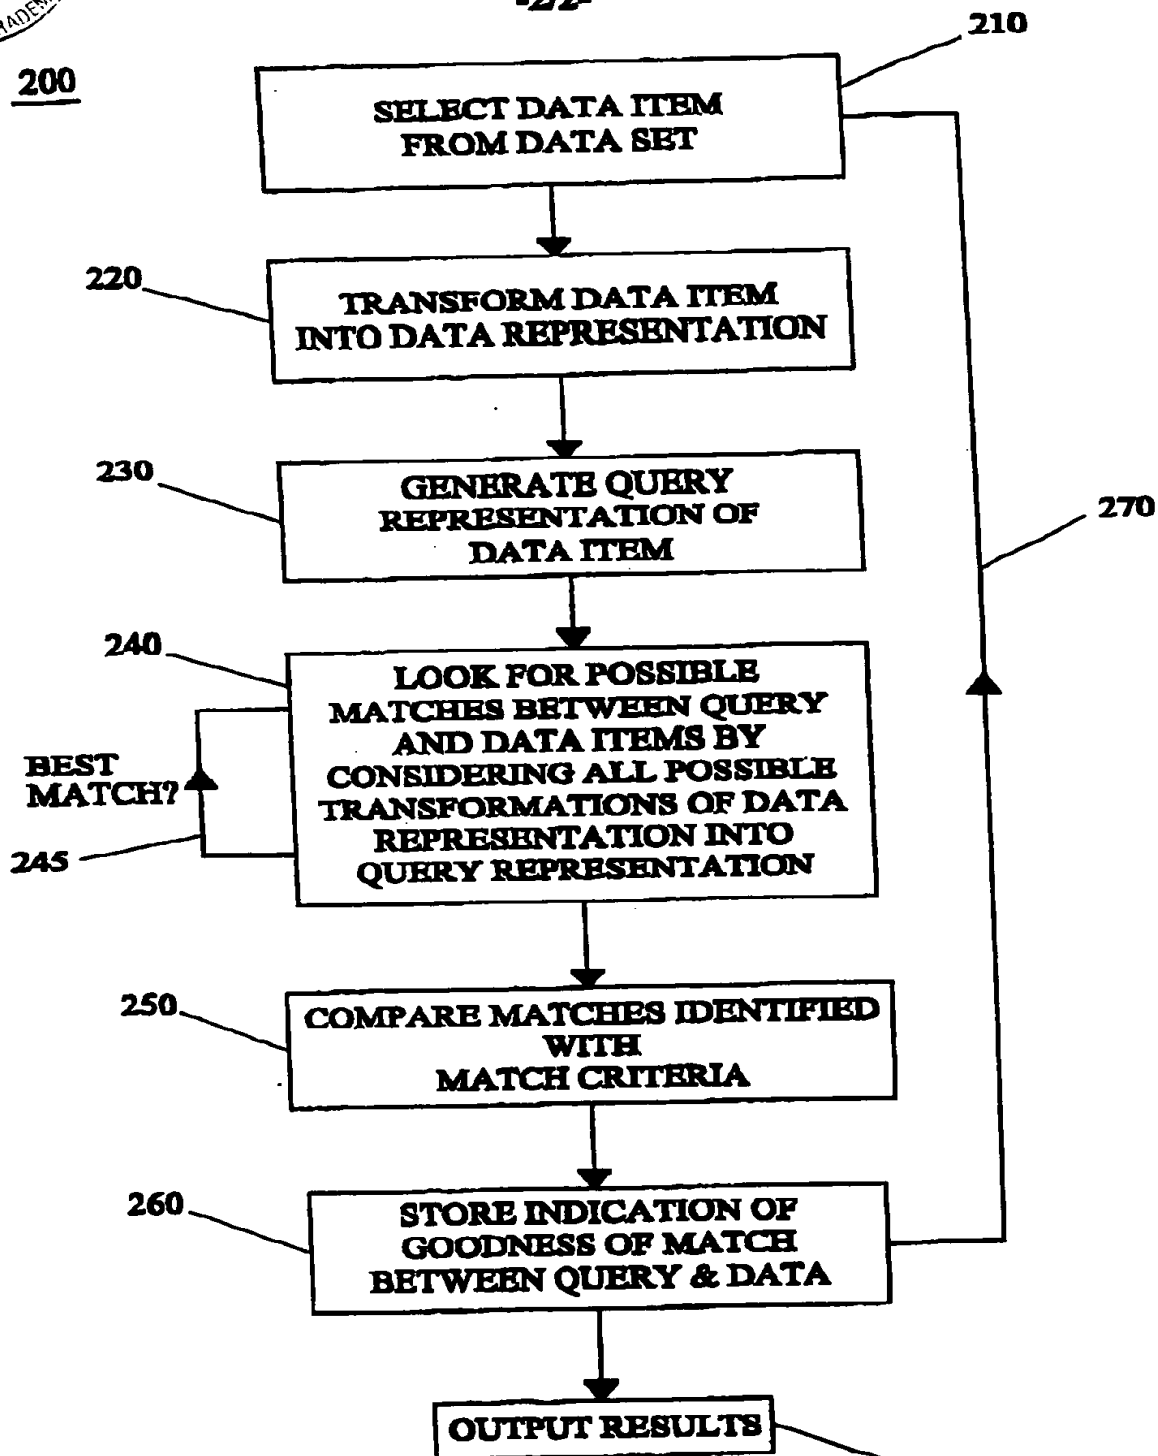 -2/2-
200
210
SELECT DATA ITEM
FROM DATA SET
220
TRANSFORM DATA ITEM
INTO DATA REPRESENTATION
230
GENERATE QUERY
REPRESENTATION OF
DATA ITEM
270
240
LOOK FOR POSSIBLE
MATCHES BETWEEN QUERY
AND DATA ITEMS BY
CONSIDERING ALL POSSIBLE
TRANSFORMATIONS OF DATA
REPRESENTATION INTO
QUERY REPRESENTATION
BEST
MATCH?
245
250
COMPARE MATCHES IDENTIFIED
WITH
MATCH CRITERIA
260
STORE INDICATION OF
GOODNESS OF MATCH
BETWEEN QUERY & DATA
OUTPUT RESULTS